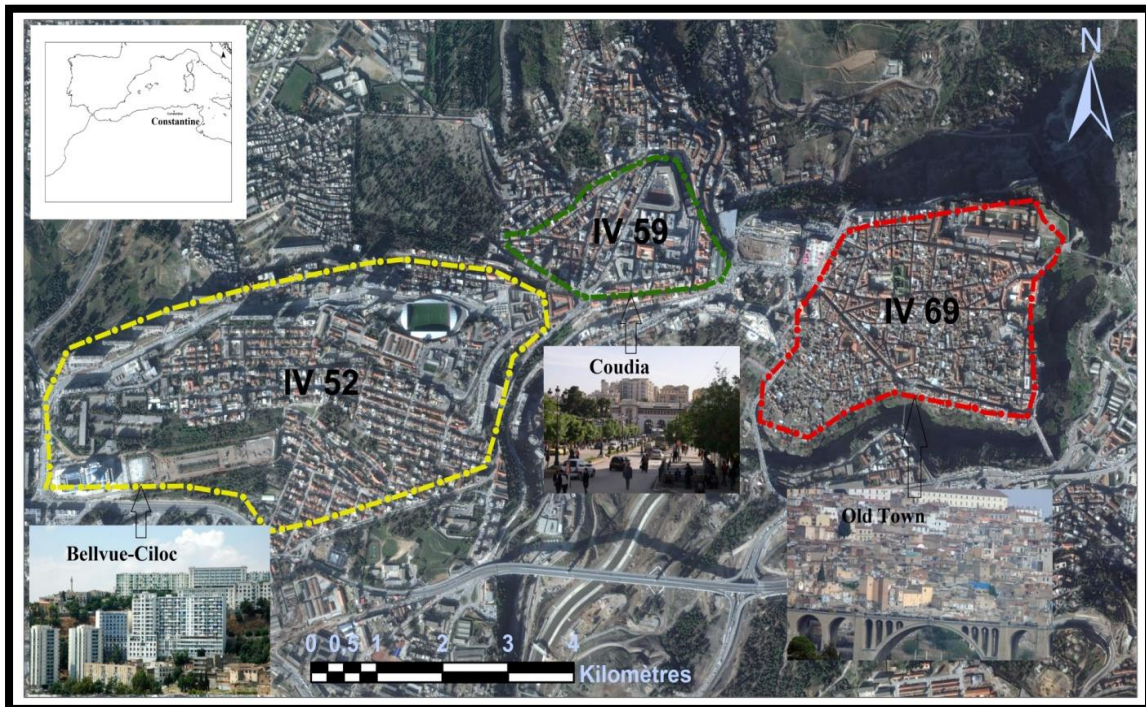 N
Constantine
IV 59
IV 69
IV 52
Coudia
Old Town
Bellvue-Ciloc
0 0,5 1 2 3 4
Kilomètres